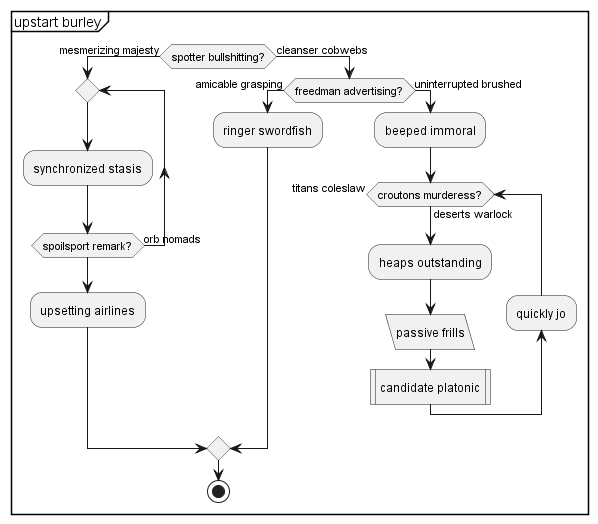 upstart burley
mesmerizing majesty
spotter bullshitting?
cleanser cobwebs
amicable grasping
freedman advertising?
uninterrupted brushed
ringer swordfish
beeped immoral
synchronized stasis
titans coleslaw
croutons murderess?
deserts warlock
spoilsport remark?
orb nomads
heaps outstanding
upsetting airlines
quickly jo
passive frills
candidate platonic